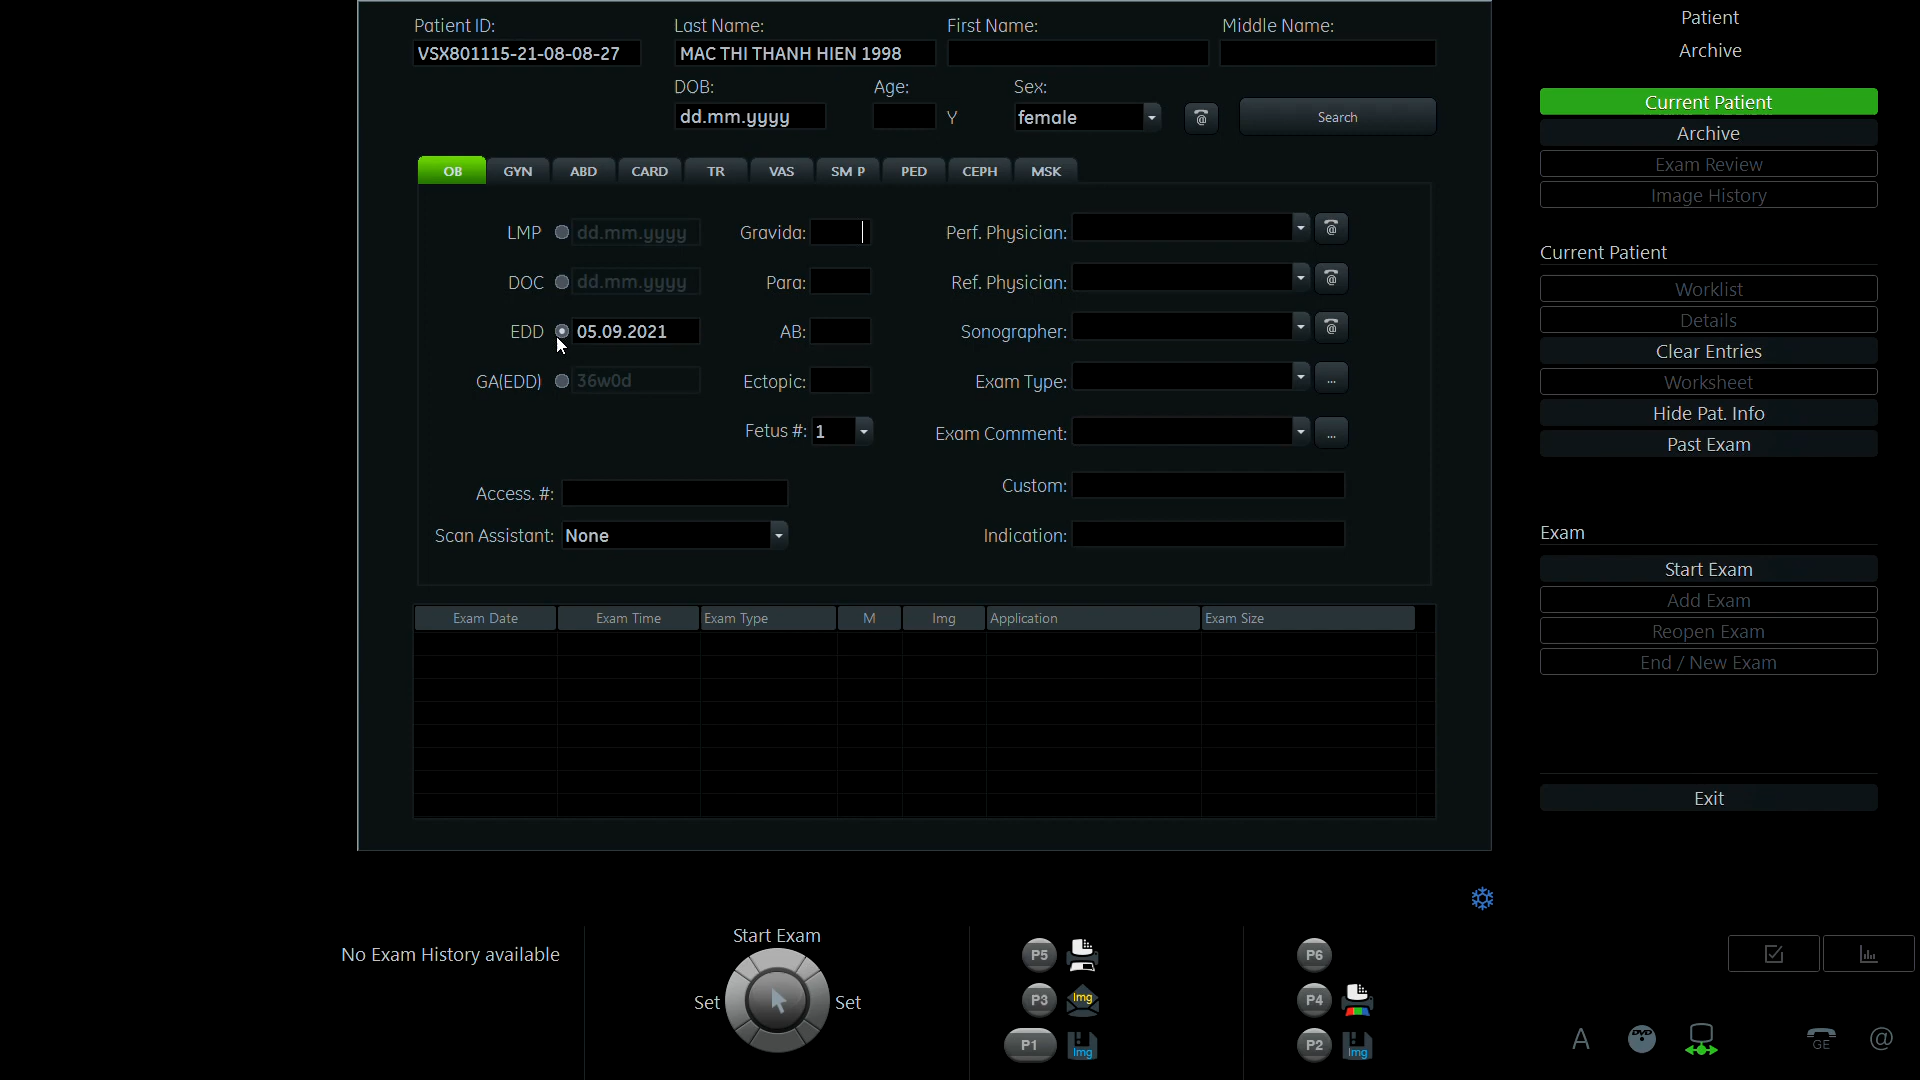 Patient ID: Last Name: First Name: Middle Name:
VSX801115-21-08-08-27 MAC THI THANH HIEN 1998
DOB: Age: Sex:
dd.mm.yyyy Y female Search
OB GYN ABD CARD TR VAS SM P PED CEPH MSK
LMP dd.mm.yyyy Gravida: Perf. Physician:
DOC dd.mm.yyyy Para: Ref. Physician:
EDD 05.09.2021 AB: Sonographer:
GA(EDD) 36w0d Ectopic: Exam Type: ...
Fetus #: 1 Exam Comment: ...
Access. #: Custom:
Scan Assistant: None Indication:
Exam Date Exam Time Exam Type M Img Application Exam Size
Patient
Archive
Current Patient
Archive
Exam Review
Image History
Current Patient
Worklist
Details
Clear Entries
Worksheet
Hide Pat. Info
Past Exam
Exam
Start Exam
Add Exam
Reopen Exam
End / New Exam
Exit
No Exam History available
Start Exam
Set Set
P5 P6
P3 Img P4
P1 Img P2 Img
A DVD GE @